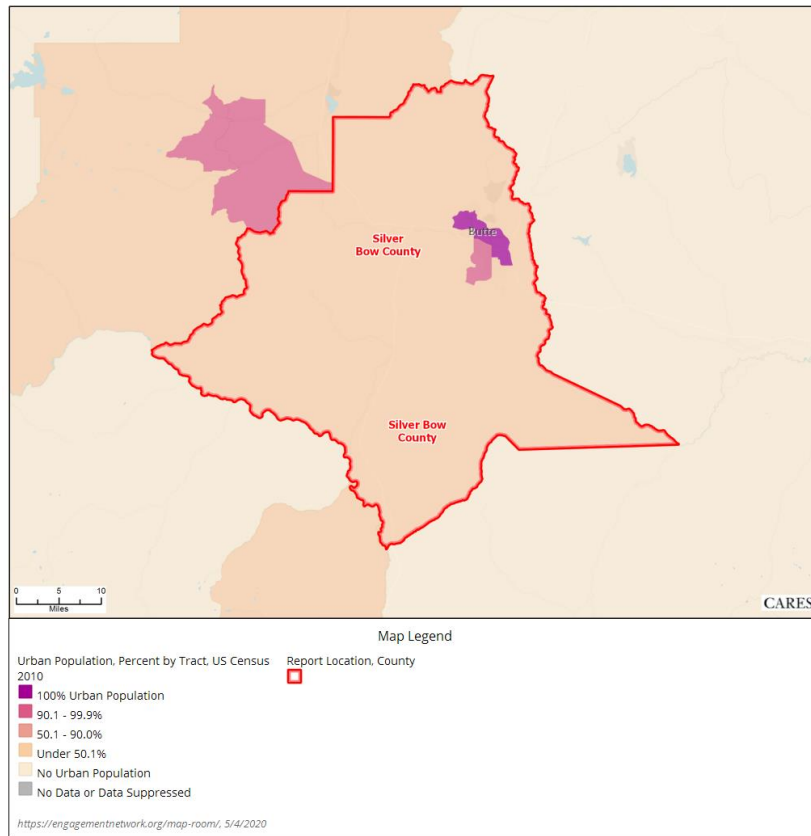 Silver
Bow County
Butte
Silver Bow
County
0 5 10
Miles
CARES
Map Legend
Urban Population, Percent by Tract, US Census
2010
100% Urban Population
90.1 - 99.9%
50.1 - 90.0%
Under 50.1%
No Urban Population
No Data or Data Suppressed
Report Location, County
https://engagementnetwork.org/map-room/, 5/4/2020